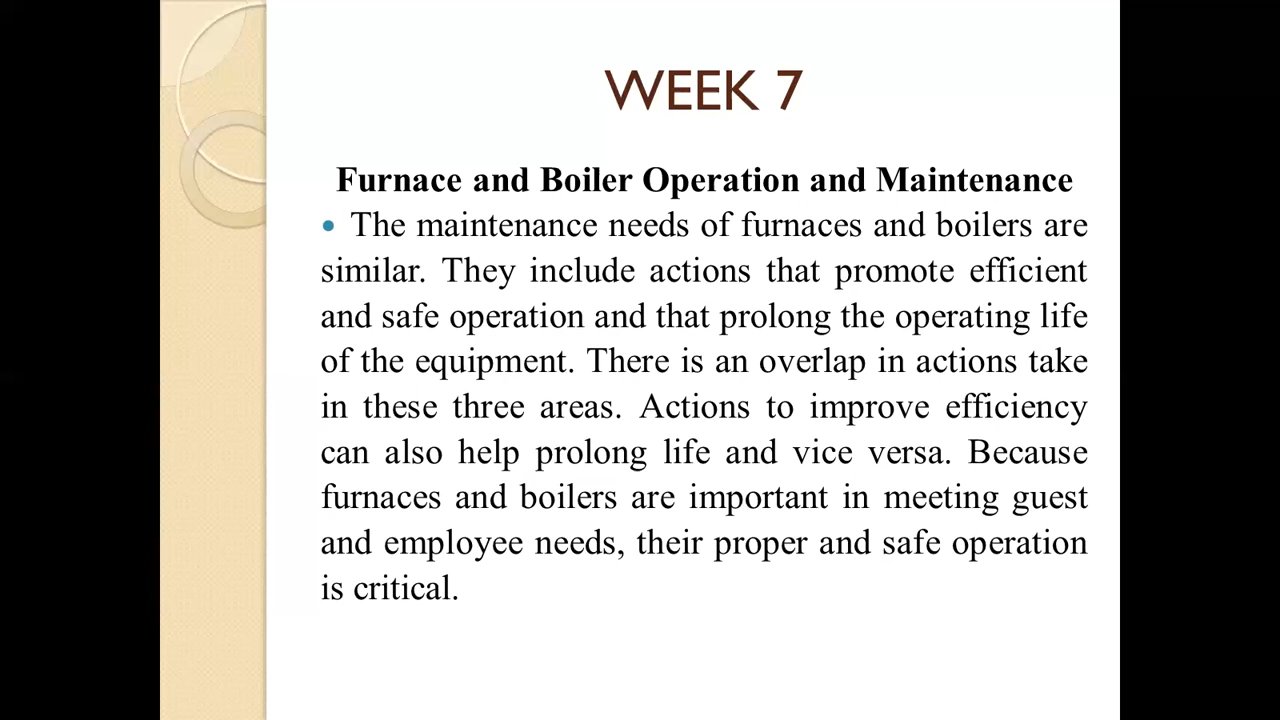 WEEK 7
Furnace and Boiler Operation and Maintenance
• The maintenance needs of furnaces and boilers are
similar. They include actions that promote efficient
and safe operation and that prolong the operating life
of the equipment. There is an overlap in actions take
in these three areas. Actions to improve efficiency
can also help prolong life and vice versa. Because
furnaces and boilers are important in meeting guest
and employee needs, their proper and safe operation
is critical.